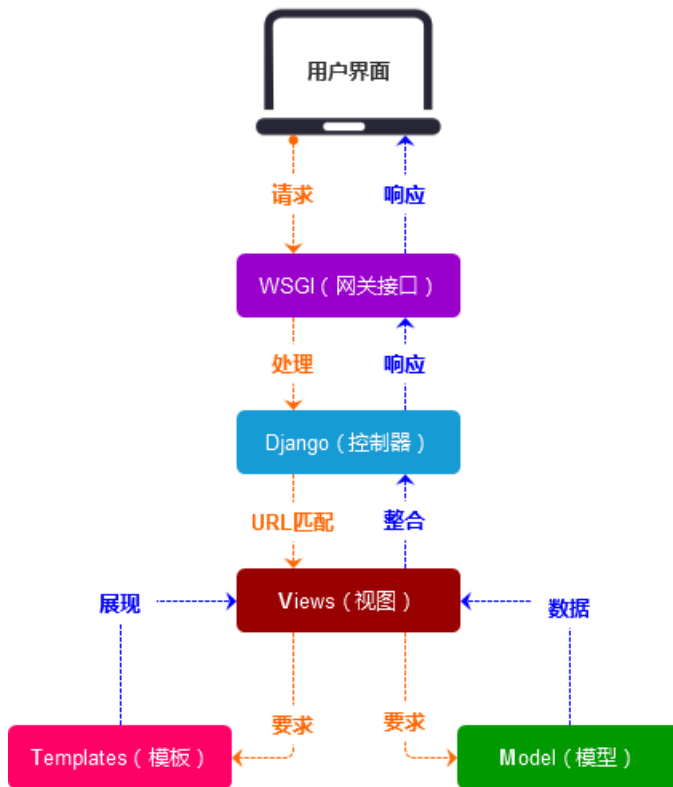 用户界面
请求
响应
WSGI（网关接口）
处理
响应
Django（控制器）
URL匹配
整合
展现
Views（视图）
数据
要求
要求
Templates（模板）
Model（模型）